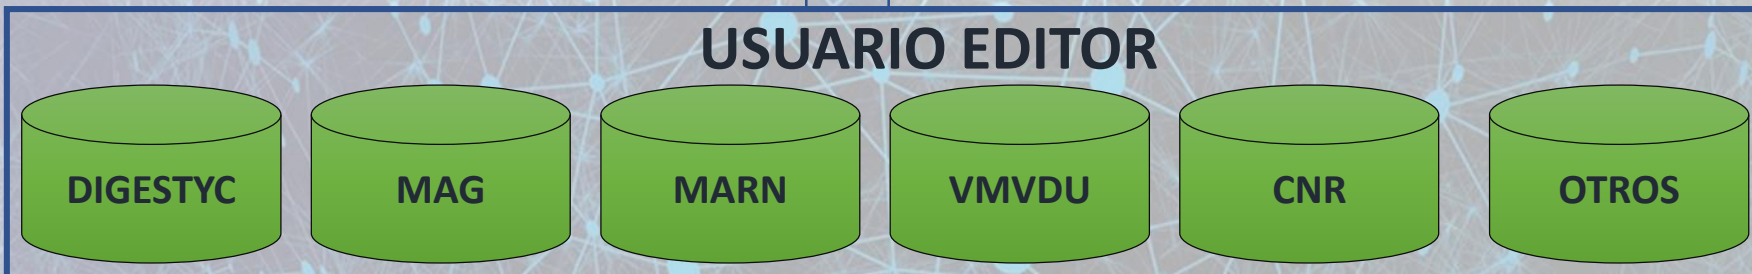 USUARIO EDITOR
DIGESTYC MAG MARN VMVDU CNR OTROS